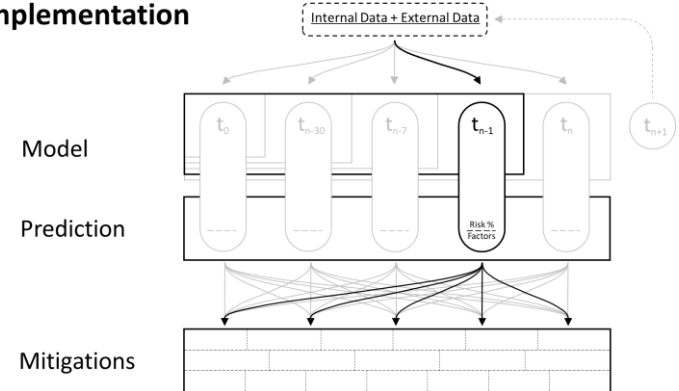 mplementation
Internal Data + External Data
t0
tn-30
tn-7
tn-1
tn
tn+1
Model
Prediction
Risk %
Factors
Mitigations